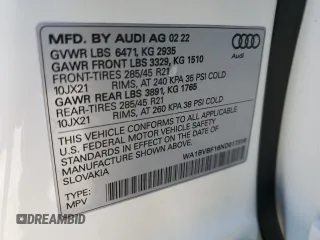 MFD. BY AUDI AG 02 22
GVWR LBS 6471, KG 2935
GAWR FRONT LBS 3329, KG 1510
FRONT-TIRES 285/45 R21
10JX21 RIMS, AT 240 KPA 35 PSI COLD
GAWR REAR LBS 3891, KG 1765
REAR-TIRES 285/45 R21
10JX21 RIMS, AT 260 KPA 38 PSI COLD
THIS VEHICLE CONFORMS TO ALL APPLICABLE
U.S. FEDERAL MOTOR VEHICLE SAFETY
STANDARDS IN EFFECT ON THE DATE OF
MANUFACTURE SHOWN ABOVE.
SLOVAKIA
TYPE:
MPV
Audi
DREAMBID